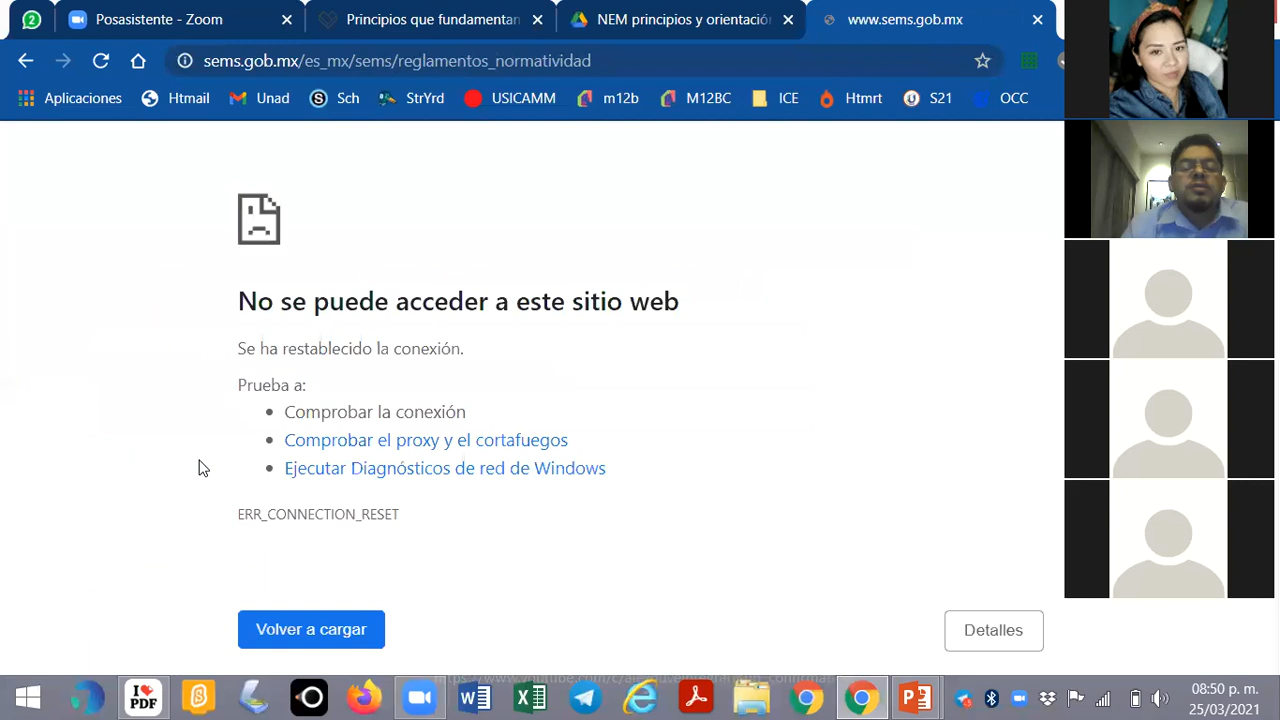 2
Posasistente - Zoom
Principios que fundamentan
NEM principios y orientació
www.sems.gob.mx
sems.gob.mx/es_mx/sems/reglamentos_normatividad
Aplicaciones Htmail Unad Sch StrYrd USICAMM m12b M12BC ICE Htmrt S21 OCC
No se puede acceder a este sitio web
Se ha restablecido la conexión.
Prueba a:
Comprobar la conexión
Comprobar el proxy y el cortafuegos
Ejecutar Diagnósticos de red de Windows
ERR_CONNECTION_RESET
Volver a cargar
Detalles
I PDF
08:50 p. m.
25/03/2021